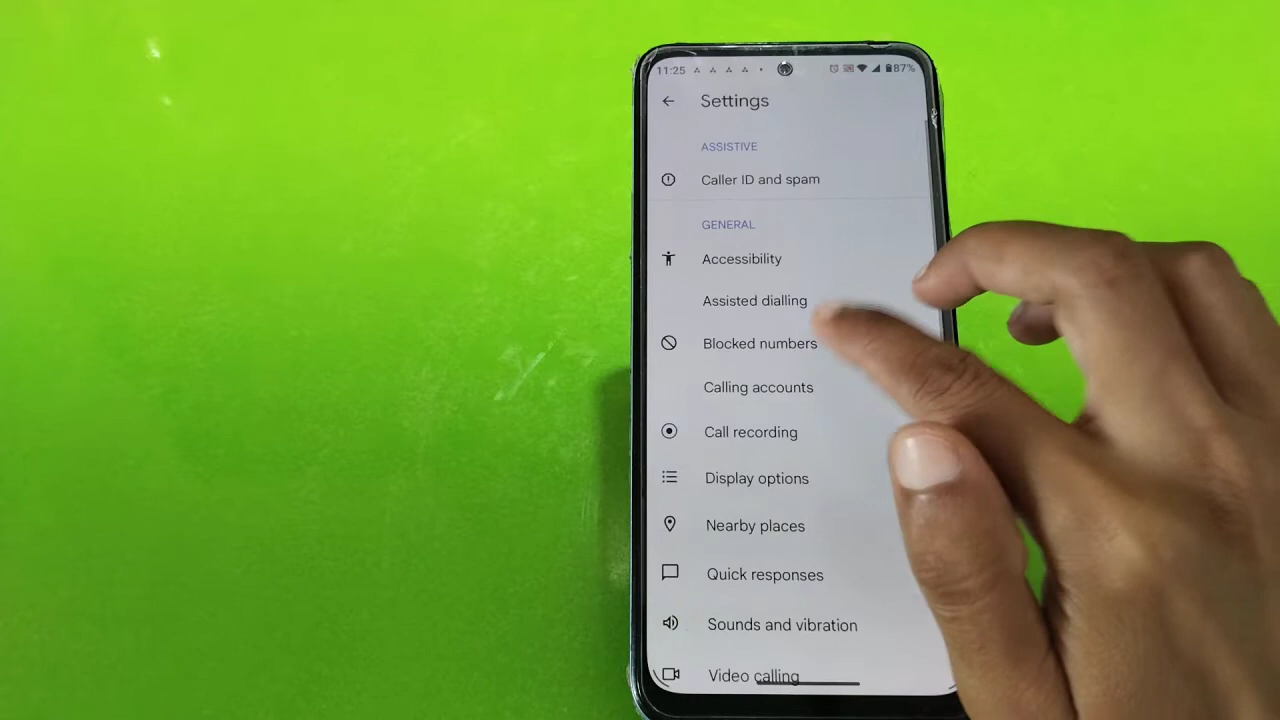 11:25 87%
Settings
ASSISTIVE
Caller ID and spam
GENERAL
Accessibility
Assisted dialling
Blocked numbers
Calling accounts
Call recording
Display options
Nearby places
Quick responses
Sounds and vibration
Video calling